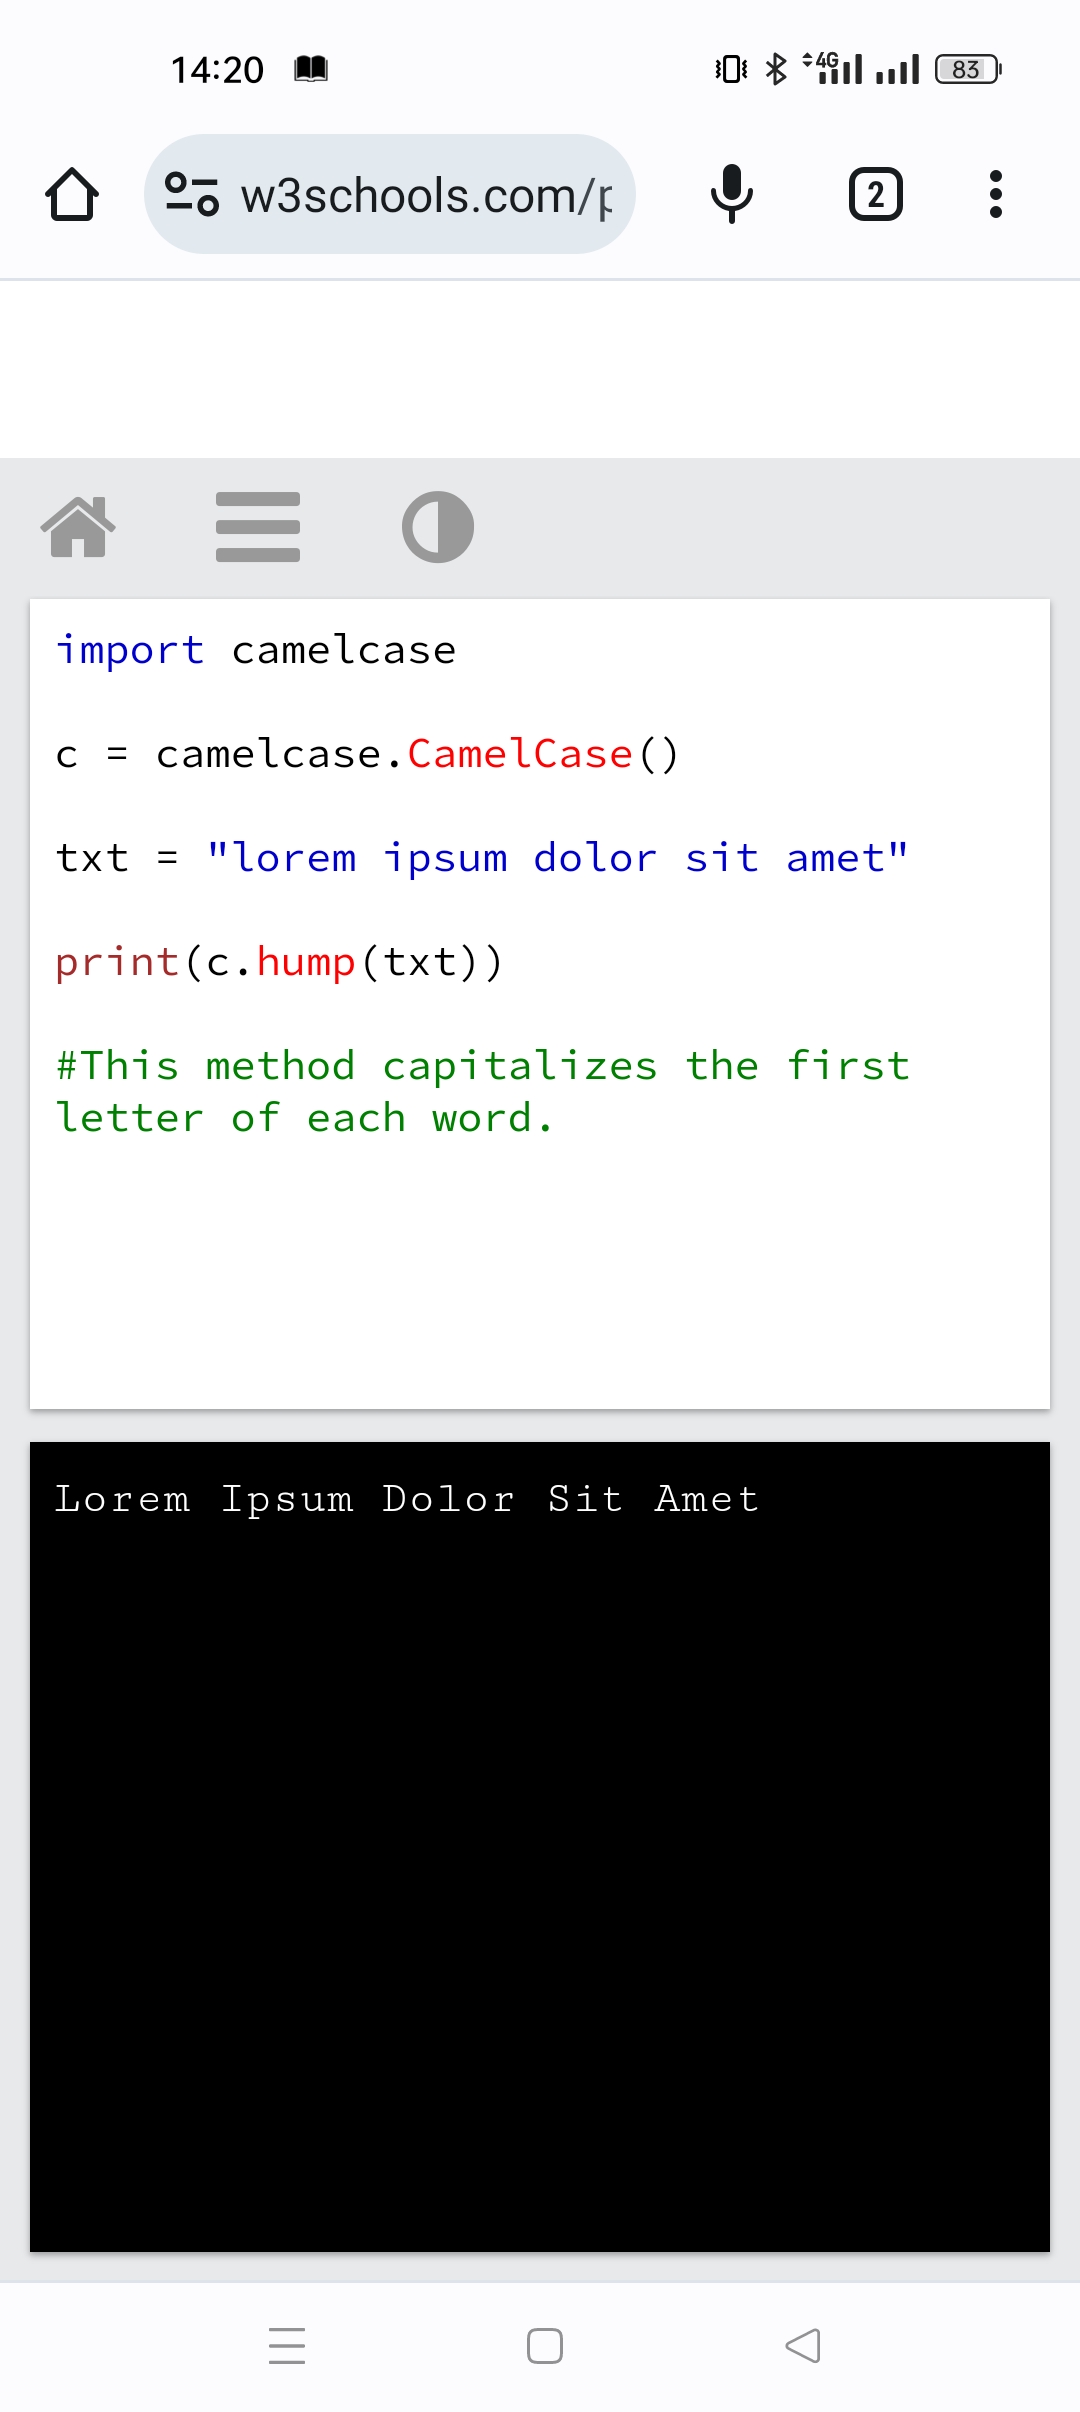 14:20
4G
83
w3schools.com/p
2
import camelcase
c = camelcase.CamelCase()
txt = "lorem ipsum dolor sit amet"
print(c.hump(txt))
#This method capitalizes the first
letter of each word.
Lorem Ipsum Dolor Sit Amet